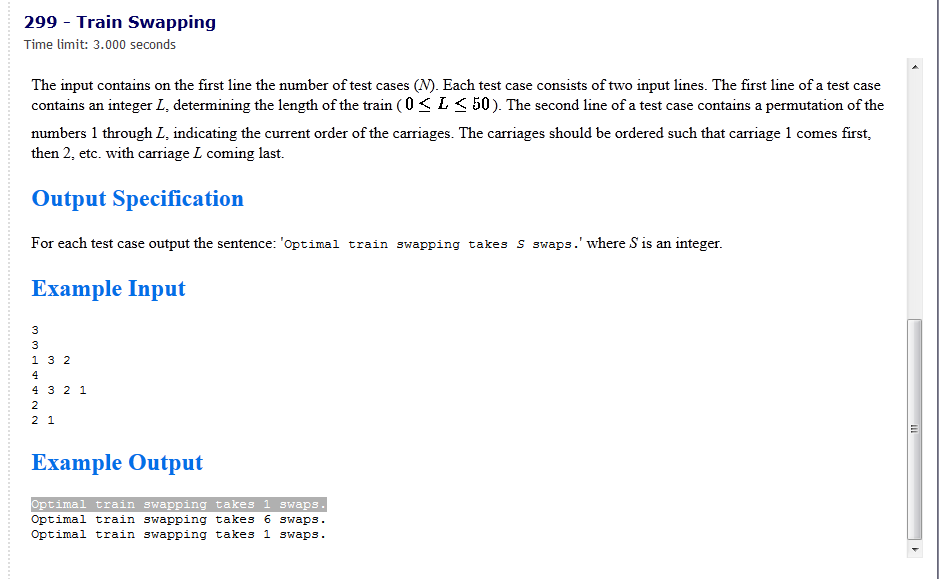 299 - Train Swapping
Time limit: 3.000 seconds
The input contains on the first line the number of test cases (N). Each test case consists of two input lines. The first line of a test case
contains an integer L, determining the length of the train ( 0 ≤ L ≤ 50 ). The second line of a test case contains a permutation of the
numbers 1 through L, indicating the current order of the carriages. The carriages should be ordered such that carriage 1 comes first,
then 2, etc. with carriage L coming last.
Output Specification
For each test case output the sentence: 'Optimal train swapping takes S swaps.' where S is an integer.
Example Input
3
3
1 3 2
4
4 3 2 1
2
2 1
Example Output
Optimal train swapping takes 1 swaps.
Optimal train swapping takes 6 swaps.
Optimal train swapping takes 1 swaps.